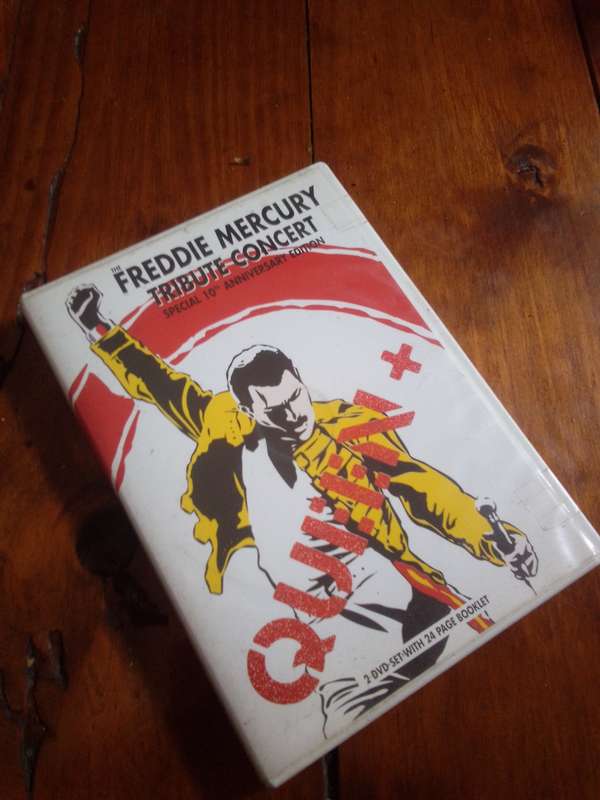 THE FREDDIE MERCURY
TRIBUTE CONCERT
SPECIAL 10TH ANNIVERSARY EDITION
QUEEN +
2 DVD SET WITH 24 PAGE BOOKLET